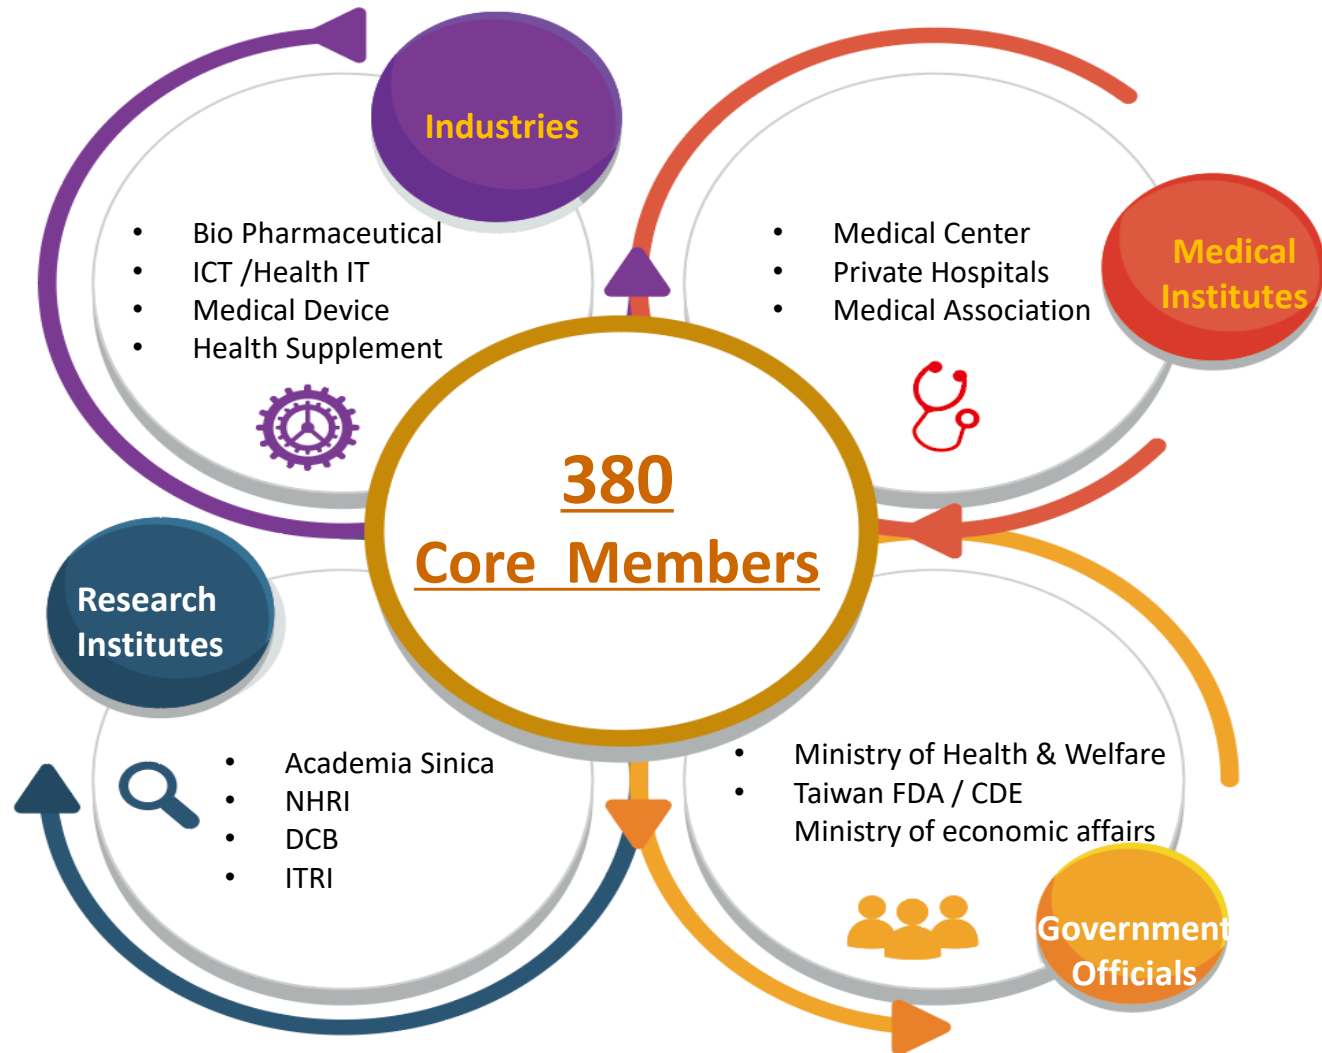 Industries
• Bio Pharmaceutical
• ICT /Health IT
• Medical Device
• Health Supplement
Medical
Institutes
• Medical Center
• Private Hospitals
• Medical Association
380
Core  Members
Research
Institutes
• Academia Sinica
• NHRI
• DCB
• ITRI
• Ministry of Health & Welfare
• Taiwan FDA / CDE
Ministry of economic affairs
Government
Officials